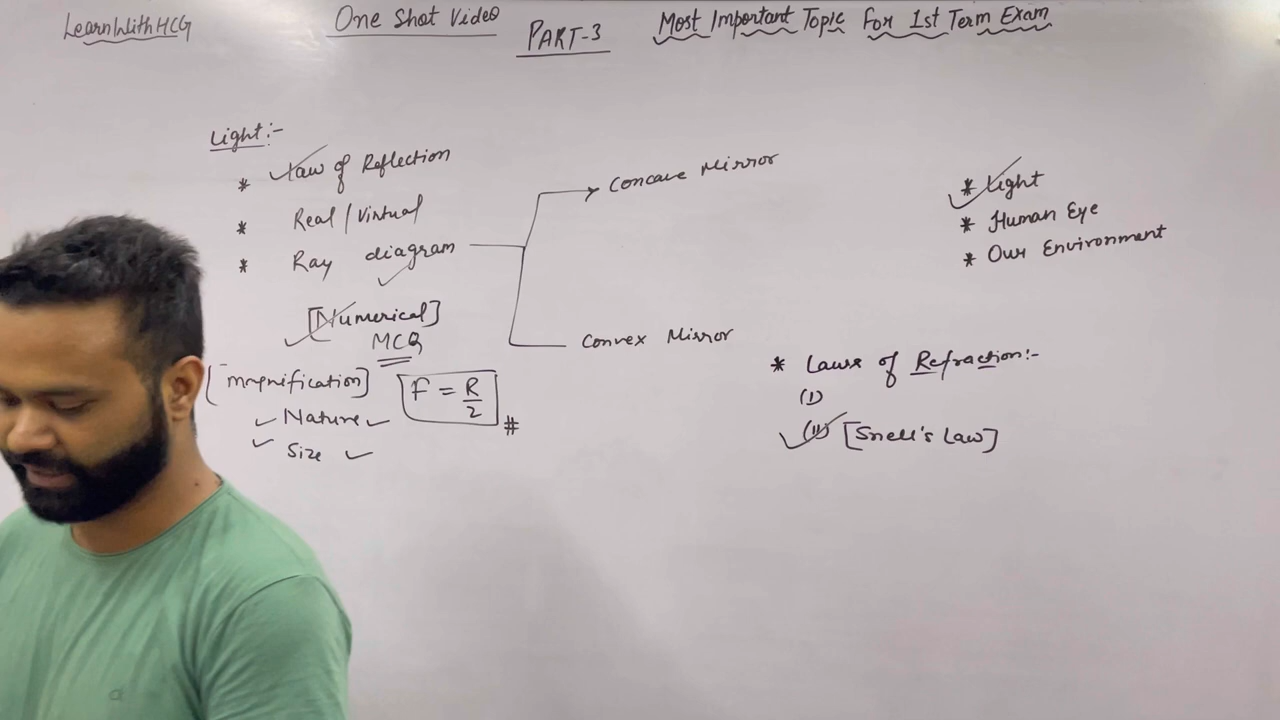 LearnWithHCG
One Shot Video
PART-3
Most Important Topic For 1st Term Exam
Light:-
* Law of Reflection
* Real/Virtual
* Ray diagram
[Numerical]
MCQ
[magnification]
Nature
Size
F = R/2
#
Concave Mirror
Convex Mirror
* Light
* Human Eye
* Our Environment
* Laws of Refraction:-
(I)
(II) [Snell's Law]